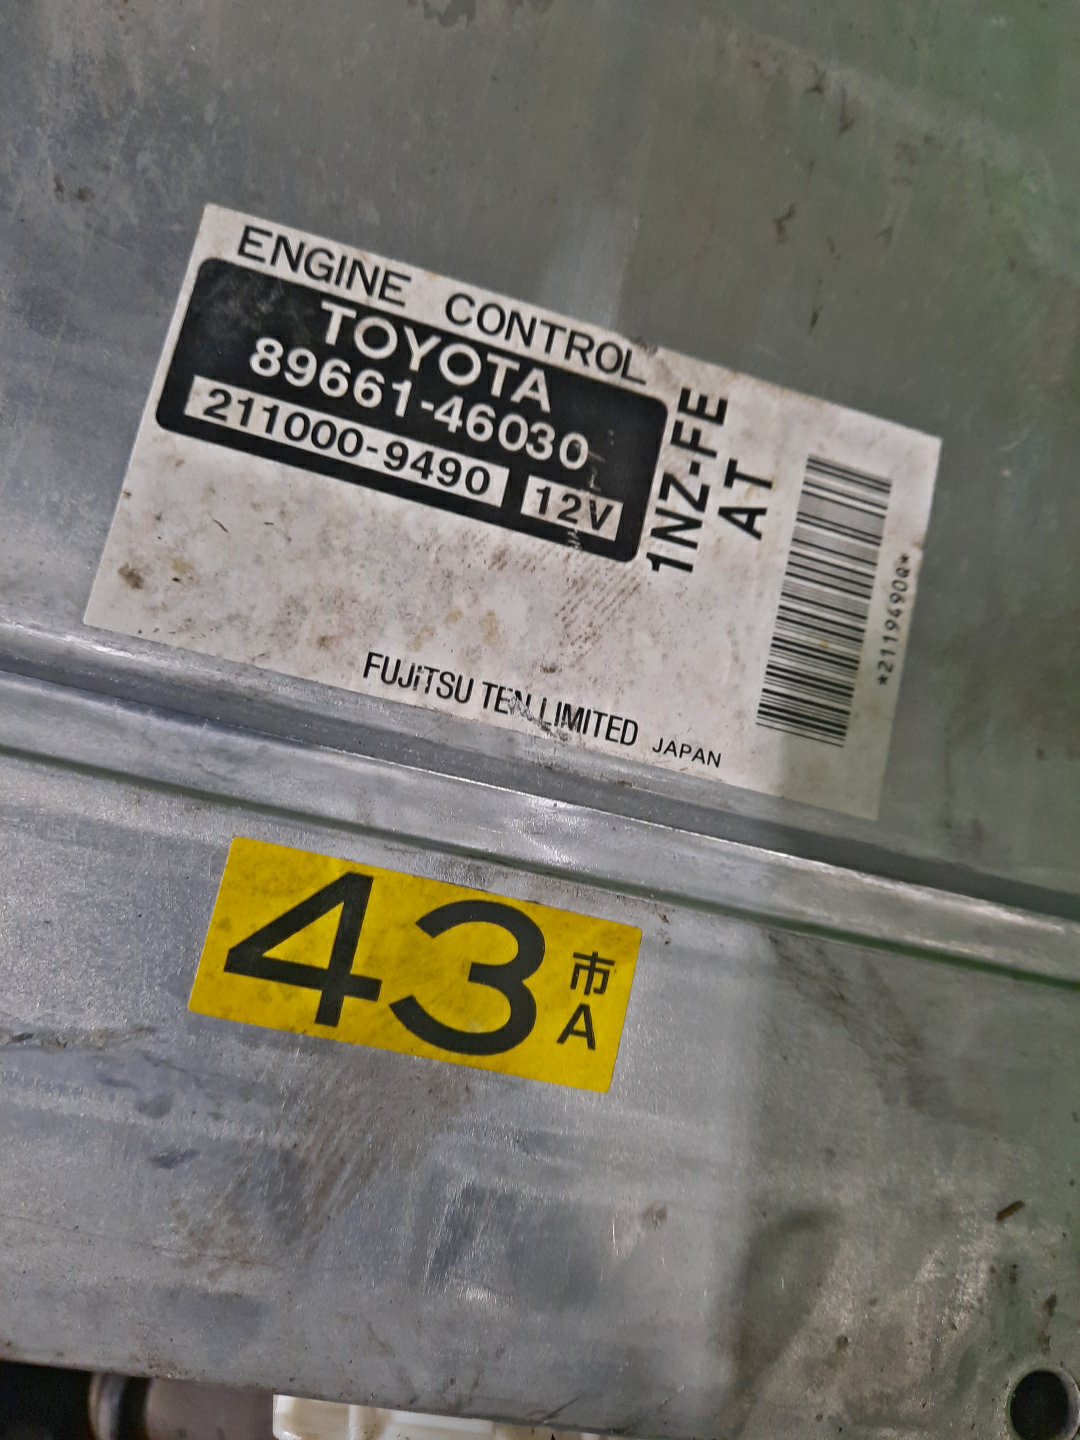 ENGINE CONTROL
TOYOTA
89661-46030
211000-9490 12V
1NZ-FE
AT
*2119490Q*
FUJITSU TEN LIMITED JAPAN
43 市
A